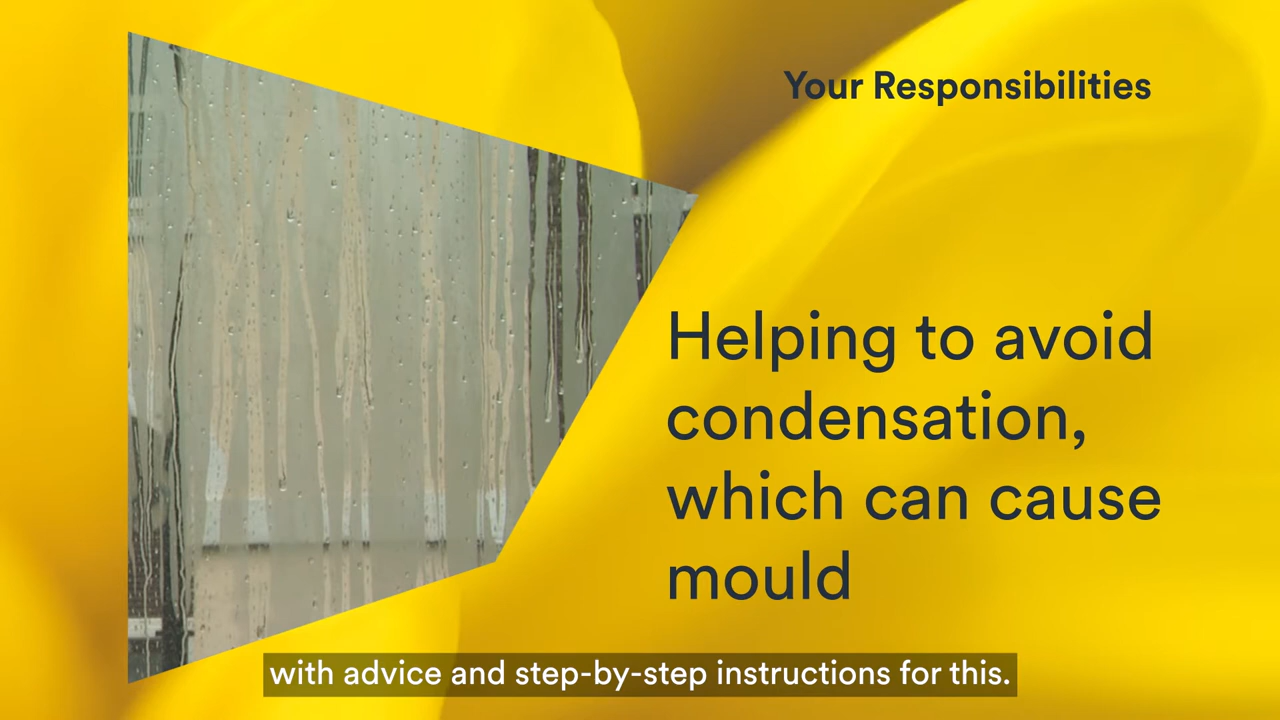 Your Responsibilities
Helping to avoid
condensation,
which can cause
mould
with advice and step-by-step instructions for this.